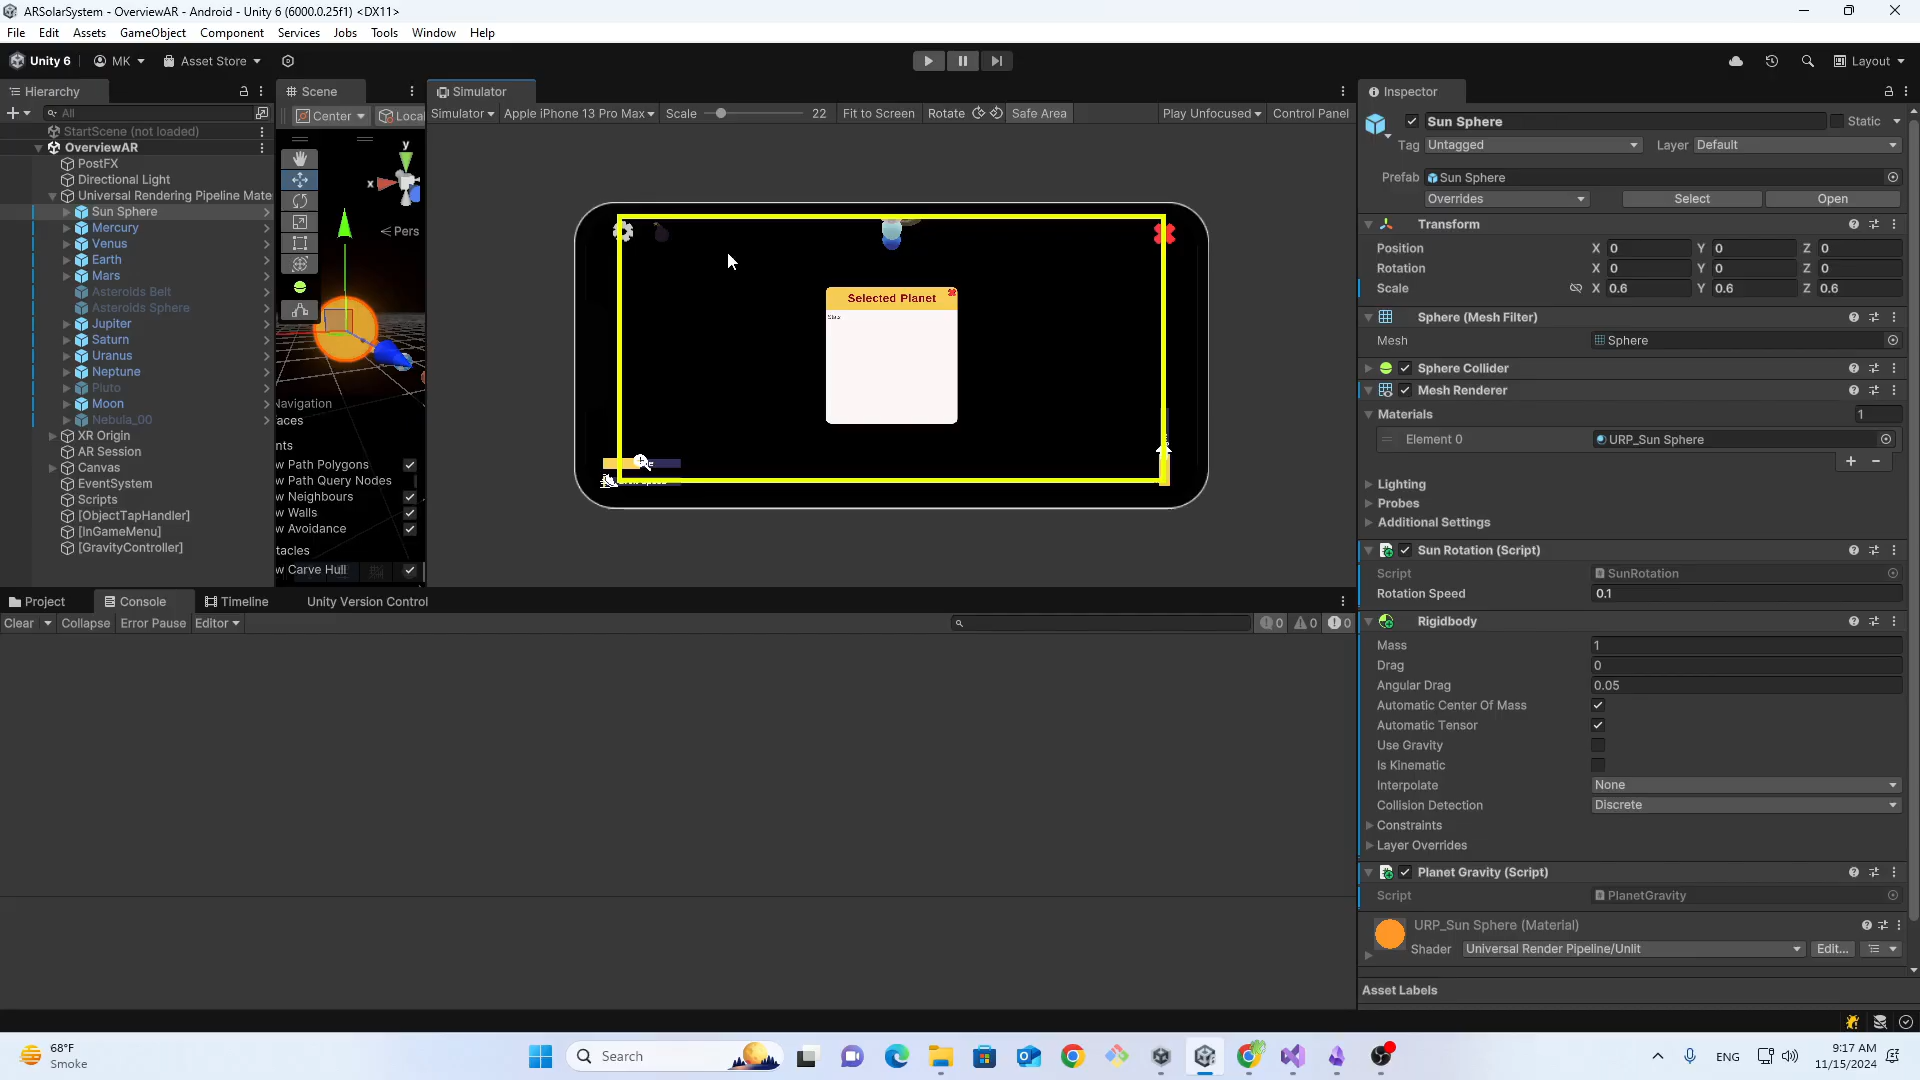 ARSolarSystem - OverviewAR - Android - Unity 6 (6000.0.25f1) <DX11>
File Edit Assets GameObject Component Services Jobs Tools Window Help
Unity 6 MK Asset Store Layout
Hierarchy
All
StartScene (not loaded)
OverviewAR
PostFX
Directional Light
Universal Rendering Pipeline Mate
Sun Sphere
Mercury
Venus
Earth
Mars
Asteroids Belt
Asteroids Sphere
Jupiter
Saturn
Uranus
Neptune
Pluto
Moon
Nebula_00
XR Origin
AR Session
Canvas
EventSystem
Scripts
[ObjectTapHandler]
[InGameMenu]
[GravityController]
Scene
Center Loca
y
x
< Pers
Navigation
aces
nts
w Path Polygons
w Path Query Nodes
w Neighbours
w Walls
w Avoidance
tacles
w Carve Hull
Simulator
Simulator Apple iPhone 13 Pro Max Scale 22 Fit to Screen Rotate Safe Area Play Unfocused Control Panel
Selected Planet
Stats
Project Console Timeline Unity Version Control
Clear Collapse Error Pause Editor 0 0 0
Inspector
Sun Sphere Static
Tag Untagged Layer Default
Prefab Sun Sphere
Overrides Select Open
Transform
Position X 0 Y 0 Z 0
Rotation X 0 Y 0 Z 0
Scale X 0.6 Y 0.6 Z 0.6
Sphere (Mesh Filter)
Mesh Sphere
Sphere Collider
Mesh Renderer
Materials 1
Element 0 URP_Sun Sphere
Lighting
Probes
Additional Settings
Sun Rotation (Script)
Script SunRotation
Rotation Speed 0.1
Rigidbody
Mass 1
Drag 0
Angular Drag 0.05
Automatic Center Of Mass
Automatic Tensor
Use Gravity
Is Kinematic
Interpolate None
Collision Detection Discrete
Constraints
Layer Overrides
Planet Gravity (Script)
Script PlanetGravity
URP_Sun Sphere (Material)
Shader Universal Render Pipeline/Unlit Edit...
Asset Labels
68°F
Smoke
Search
ENG
9:17 AM
11/15/2024